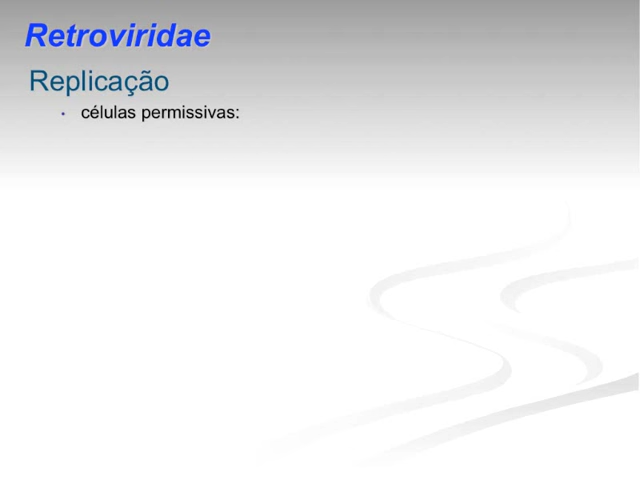 Retroviridae
Replicação
• células permissivas: